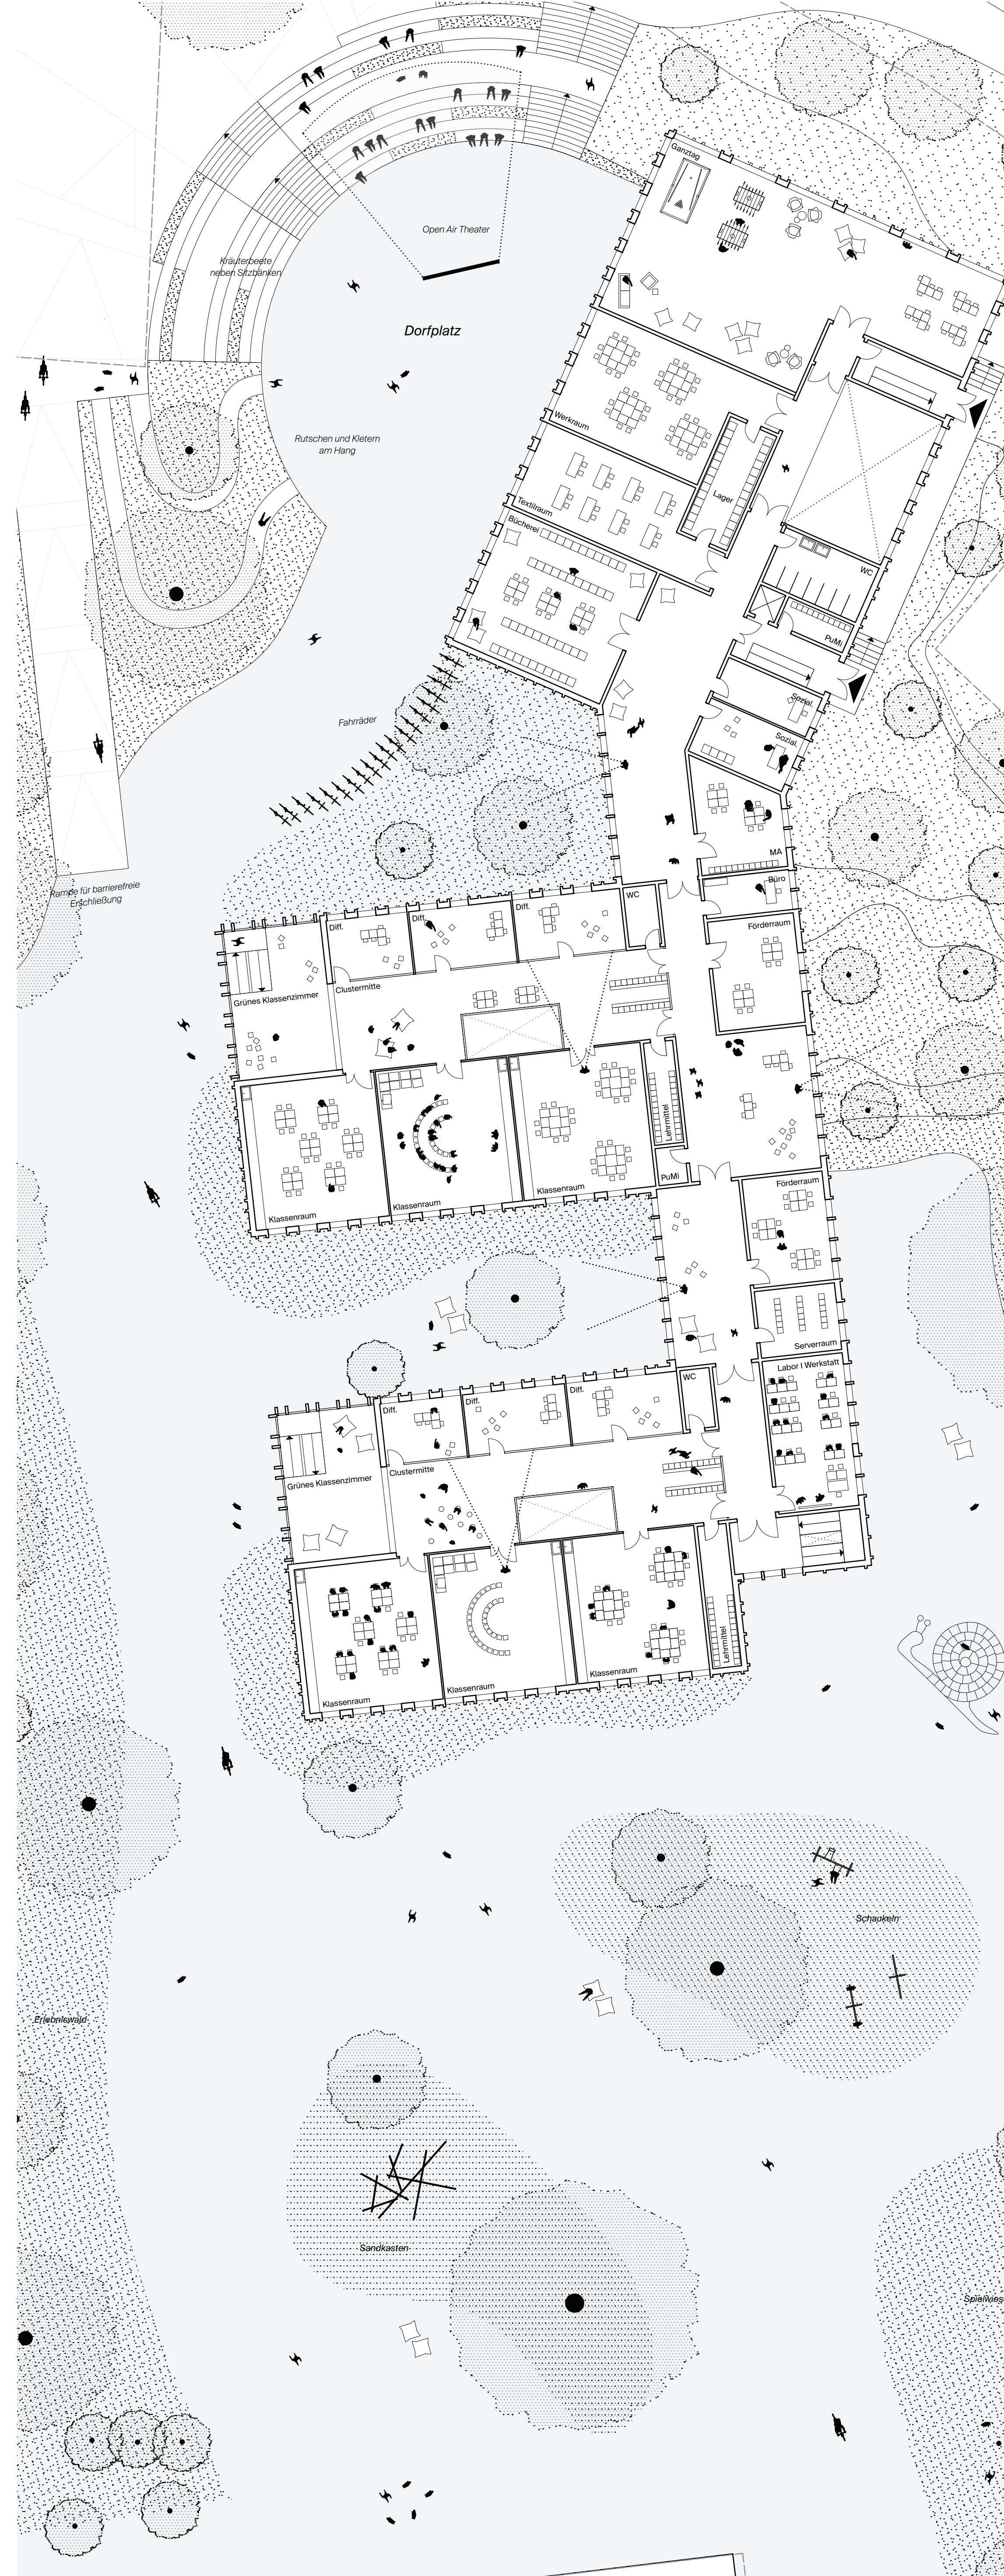 Ganztag
Open Air Theater
Kräuterbeete
neben Sitzbänken
Dorfplatz
Werkraum
Rutschen und Kletern
am Hang
Lager
Textilraum
Bücherei
WC
PuMi
Sozial.
Fahrräder
Sozial.
MA
Büro
Rampe für barrierefreie
Erschließung
WC
Diff.
Diff.
Diff.
Förderraum
Clustermitte
Grünes Klassenzimmer
Lehrmittel
PuMi
Klassenraum
Klassenraum
Klassenraum
Förderraum
Serverraum
Labor I Werkstatt
WC
Diff.
Diff.
Diff.
Clustermitte
Grünes Klassenzimmer
Lehrmittel
Klassenraum
Klassenraum
Klassenraum
Schaukeln
Erlebniswald
Sandkasten
Spielwies